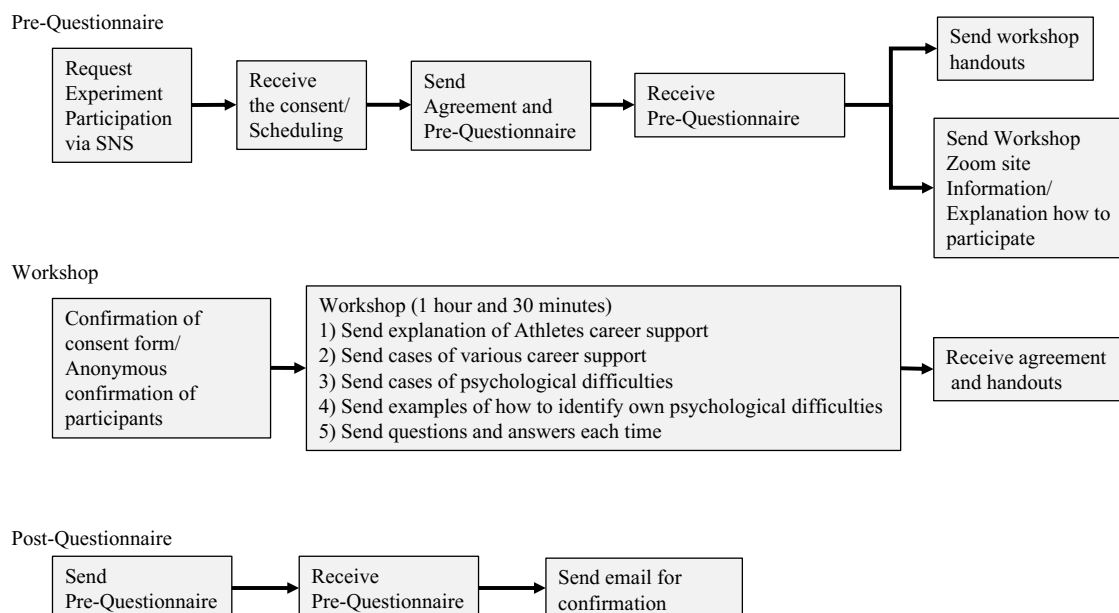 Pre-Questionnaire
Request
Experiment
Participation
via SNS
Receive
the consent/
Scheduling
Send
Agreement and
Pre-Questionnaire
Receive
Pre-Questionnaire
Send workshop
handouts
Send Workshop
Zoom site
Information/
Explanation how to
participate
Workshop
Confirmation of
consent form/
Anonymous
confirmation of
participants
Workshop (1 hour and 30 minutes)
1) Send explanation of Athletes career support
2) Send cases of various career support
3) Send cases of psychological difficulties
4) Send examples of how to identify own psychological difficulties
5) Send questions and answers each time
Receive agreement
and handouts
Post-Questionnaire
Send
Pre-Questionnaire
Receive
Pre-Questionnaire
Send email for
confirmation